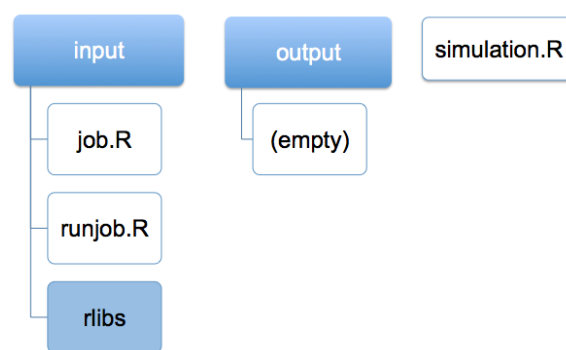 input
output
simulation.R
job.R
(empty)
runjob.R
rlibs